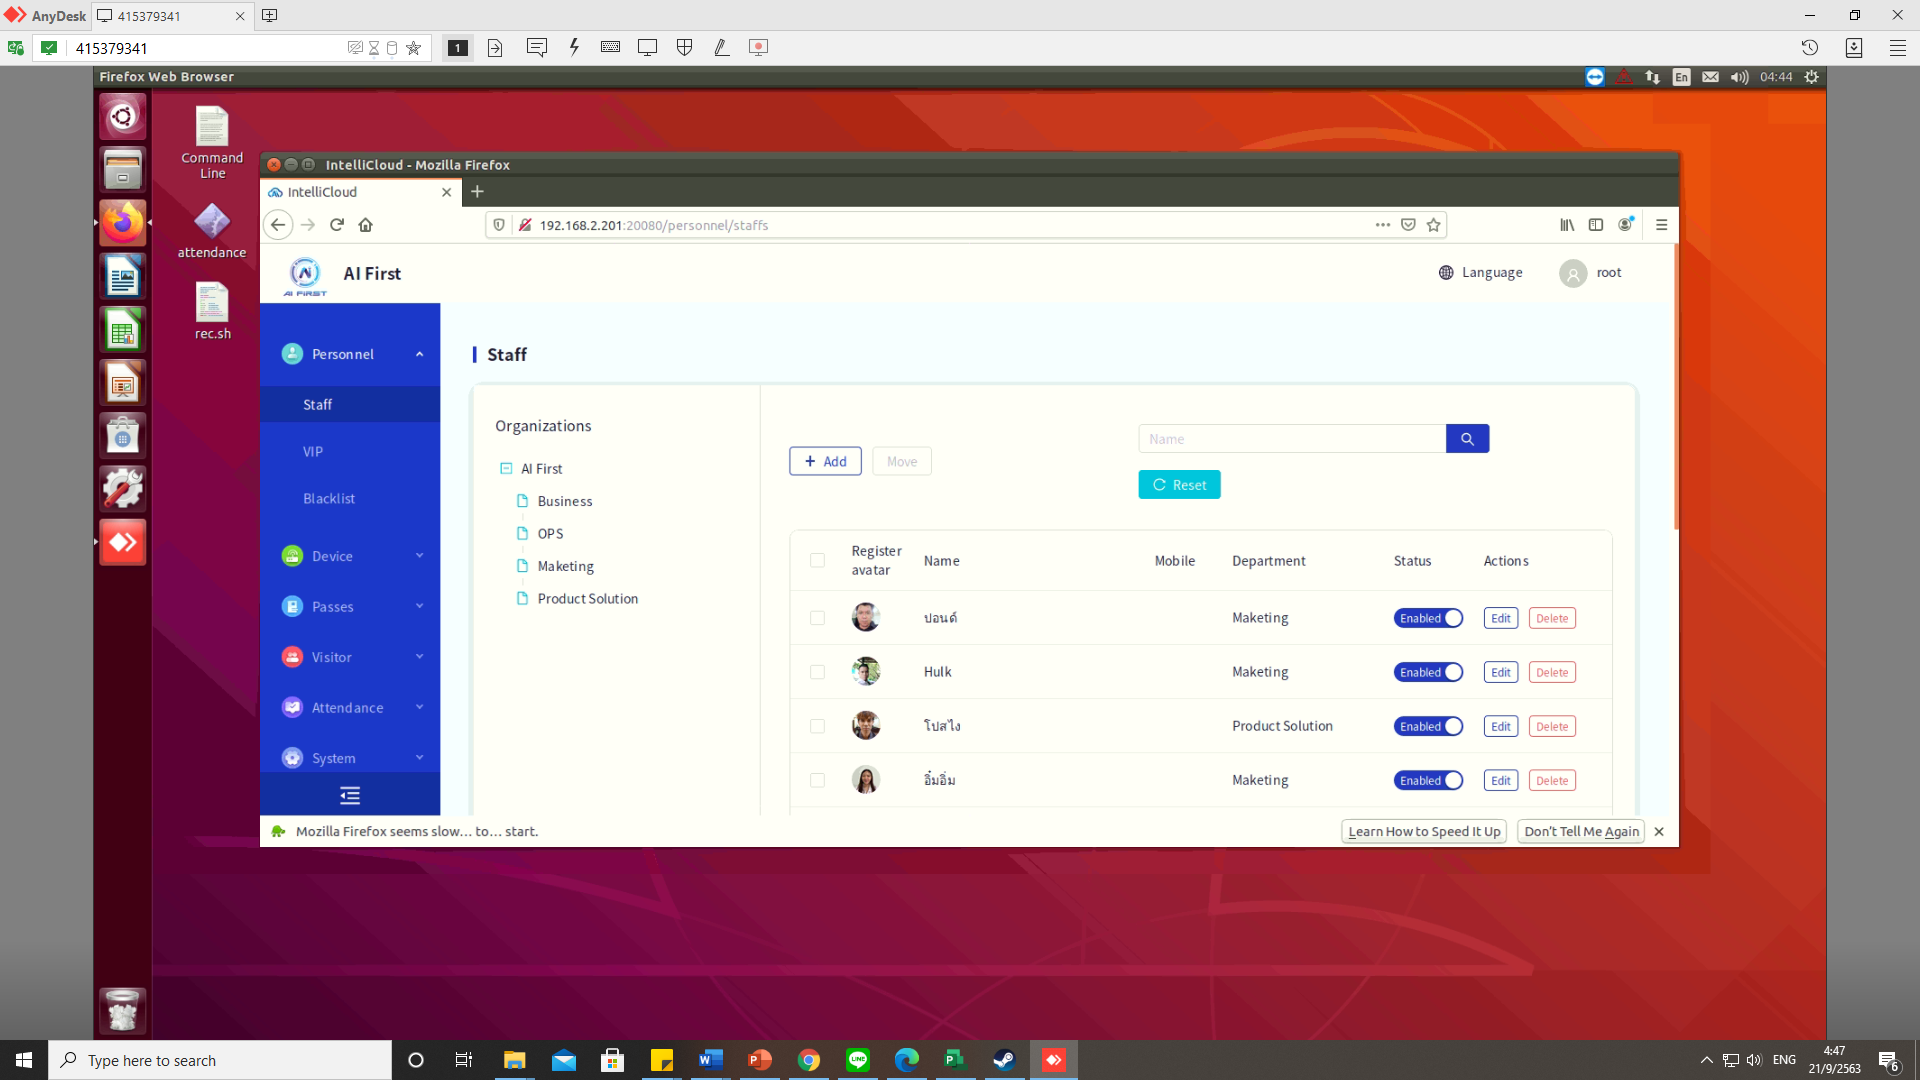 AnyDesk
415379341
415379341
1
Firefox Web Browser
En
04:44
Command
Line
attendance
rec.sh
IntelliCloud - Mozilla Firefox
IntelliCloud
192.168.2.201:20080/personnel/staffs
AI FIRST
AI First
Language
root
Personnel
Staff
VIP
Blacklist
Device
Passes
Visitor
Attendance
System
Staff
Organizations
AI First
Business
OPS
Maketing
Product Solution
+ Add
Move
Name
Reset
Register avatar Name Mobile Department Status Actions
ปอนด์ Maketing Enabled Edit Delete
Hulk Maketing Enabled Edit Delete
โปสไง Product Solution Enabled Edit Delete
อิ๋มอิ่ม Maketing Enabled Edit Delete
Mozilla Firefox seems slow... to... start.
Learn How to Speed It Up
Don't Tell Me Again
Type here to search
ENG
4:47
21/9/2563
6